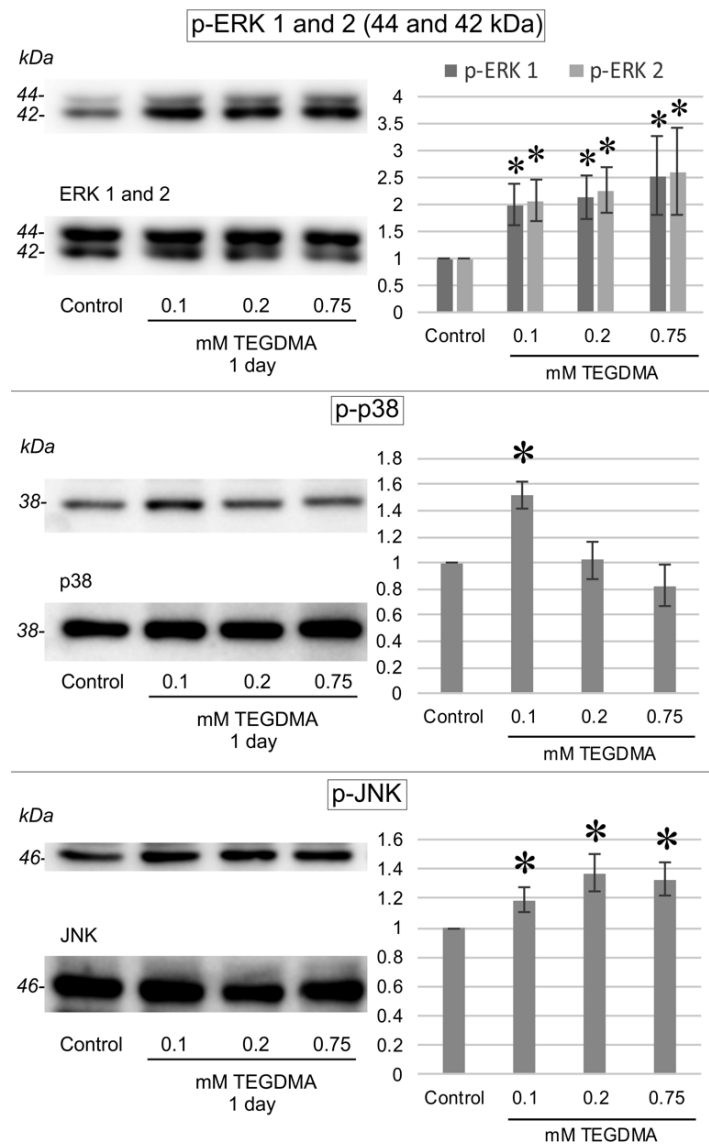 p-ERK 1 and 2 (44 and 42 kDa)
kDa
44-
42-
ERK 1 and 2
44-
42-
Control 0.1 0.2 0.75
mM TEGDMA
1 day
p-ERK 1 p-ERK 2
4
3.5
3
2.5
2
1.5
1
0.5
0
* * * * * *
Control 0.1 0.2 0.75
mM TEGDMA
p-p38
kDa
38-
p38
38-
Control 0.1 0.2 0.75
mM TEGDMA
1 day
1.8
1.6
1.4
1.2
1
0.8
0.6
0.4
0.2
0
*
Control 0.1 0.2 0.75
mM TEGDMA
p-JNK
kDa
46-
JNK
46-
Control 0.1 0.2 0.75
mM TEGDMA
1 day
1.6
1.4
1.2
1
0.8
0.6
0.4
0.2
0
* * *
Control 0.1 0.2 0.75
mM TEGDMA